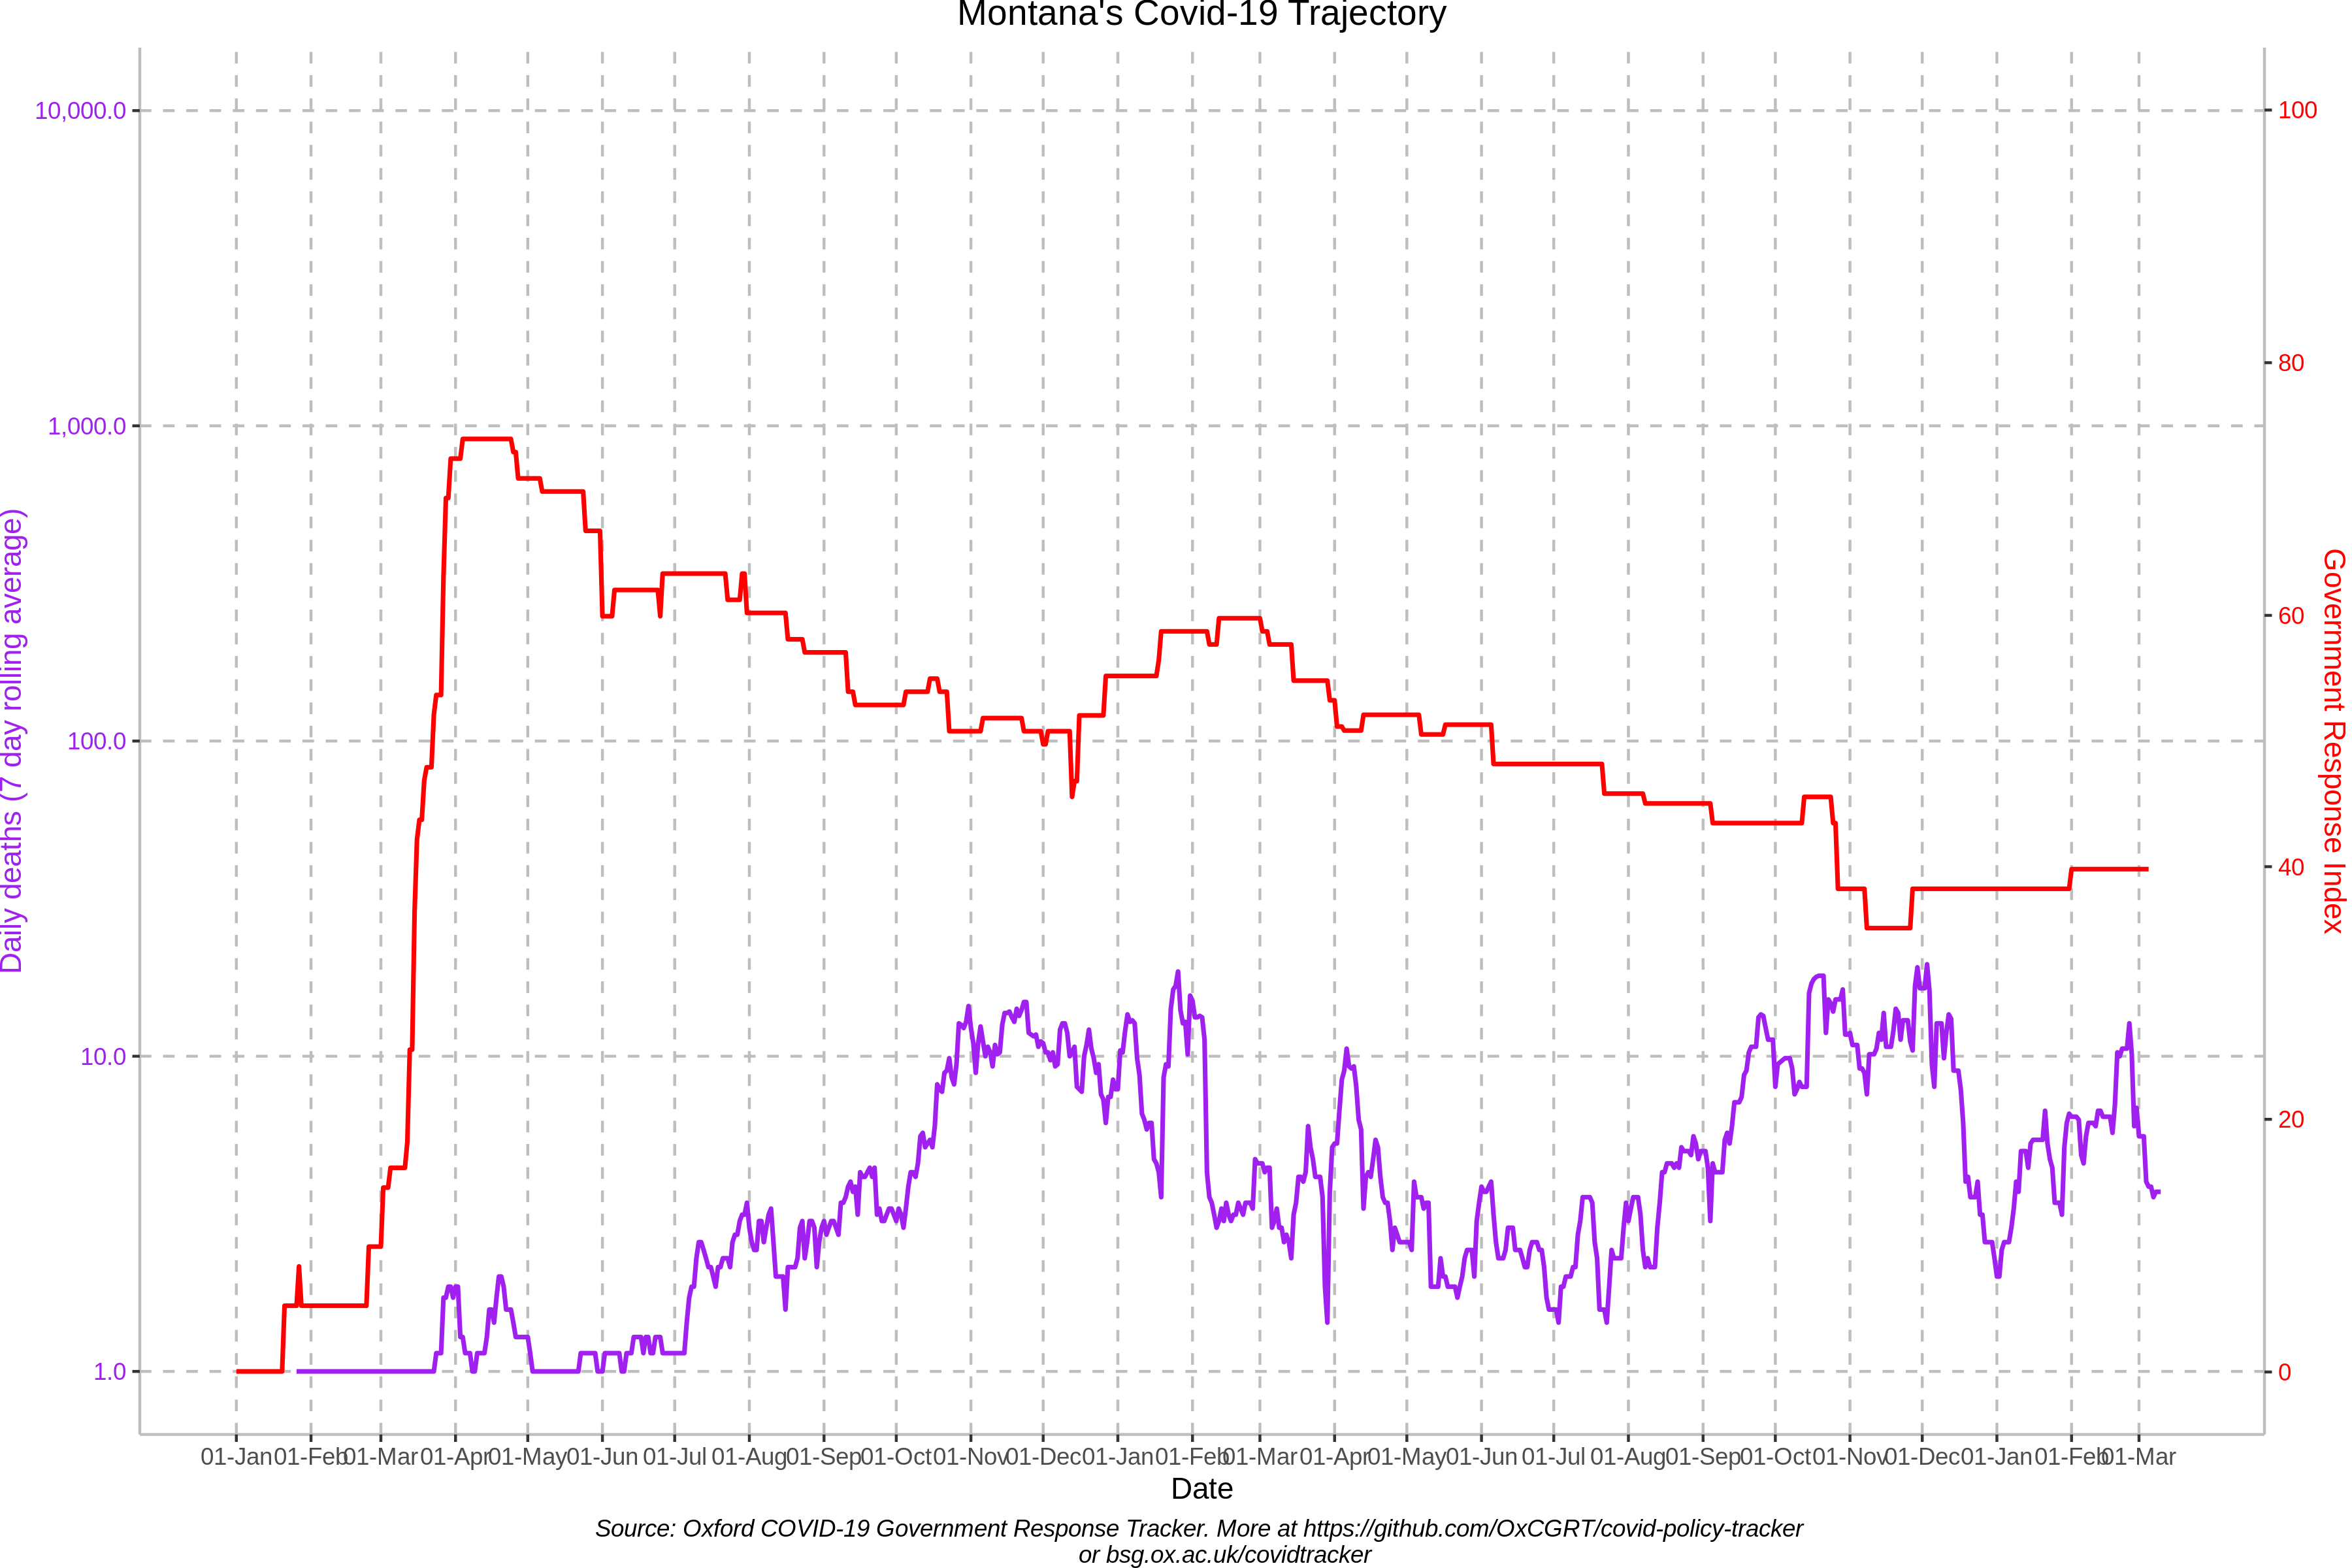 Montana's Covid-19 Trajectory
10,000.0
1,000.0
100.0
10.0
1.0
Daily deaths (7 day rolling average)
100
80
60
40
20
0
Government Response Index
01-Jan 01-Feb 01-Mar 01-Apr 01-May 01-Jun 01-Jul 01-Aug 01-Sep 01-Oct 01-Nov 01-Dec 01-Jan 01-Feb 01-Mar 01-Apr 01-May 01-Jun 01-Jul 01-Aug 01-Sep 01-Oct 01-Nov 01-Dec 01-Jan 01-Feb 01-Mar
Date
Source: Oxford COVID-19 Government Response Tracker. More at https://github.com/OxCGRT/covid-policy-tracker
or bsg.ox.ac.uk/covidtracker